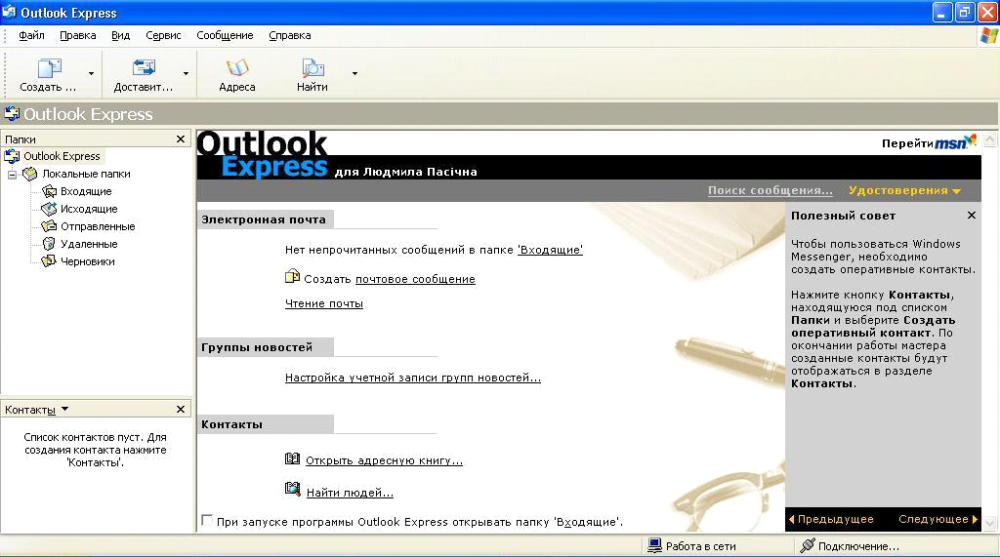 Outlook Express
Файл Правка Вид Сервис Сообщение Справка
Создать ... Доставит... Адреса Найти
Outlook Express
Папки
Outlook Express
Локальные папки
Входящие
Исходящие
Отправленные
Удаленные
Черновики
Контакты
Список контактов пуст. Для
создания контакта нажмите
'Контакты'.
Outlook
Express для Людмила Пасічна
Перейти msn
Поиск сообщения... Удостоверения
Электронная почта
Нет непрочитанных сообщений в папке 'Входящие'
Создать почтовое сообщение
Чтение почты
Группы новостей
Настройка учетной записи групп новостей...
Контакты
Открыть адресную книгу...
Найти людей...
При запуске программы Outlook Express открывать папку 'Входящие'.
Полезный совет
Чтобы пользоваться Windows
Messenger, необходимо
создать оперативные контакты.
Нажмите кнопку Контакты,
находящуюся под списком
Папки и выберите Создать
оперативный контакт. По
окончании работы мастера
созданные контакты будут
отображаться в разделе
Контакты.
Предыдущее Следующее
Работа в сети Подключение...